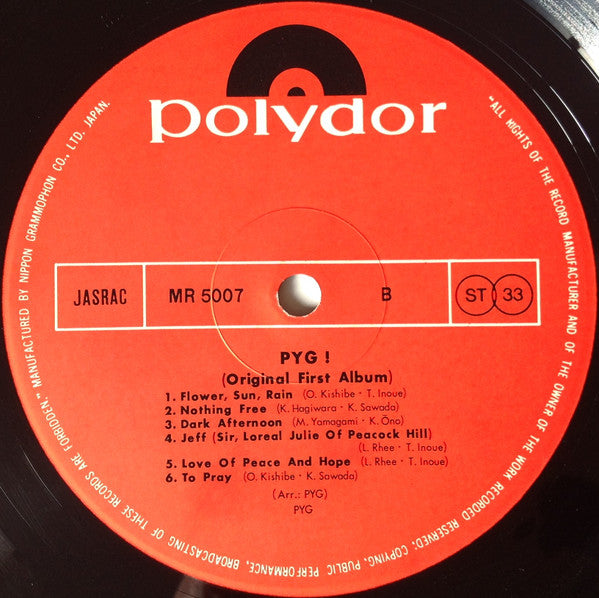 polydor
JASRAC
MR 5007
B
ST 33
PYG !
(Original First Album)
1. Flower, Sun, Rain (O. Kishibe · T. Inoue)
2. Nothing Free (K. Hagiwara · K. Sawada)
3. Dark Afternoon (M. Yamagami · K. Ōno)
4. Jeff (Sir, Loreal Julie Of Peacock Hill)
(L. Rhee · T. Inoue)
5. Love Of Peace And Hope (L. Rhee · T. Inoue)
6. To Pray (O. Kishibe · K. Sawada)
(Arr.: PYG)
PYG
"ALL RIGHTS OF THE RECORD MANUFACTURER AND OF THE OWNER OF THE WORK RECORDED RESERVED; COPYING, PUBLIC PERFORMANCE, BROADCASTING OF THESE RECORDS ARE FORBIDDEN." MANUFACTURED BY NIPPON GRAMMOPHON CO., LTD. JAPAN.